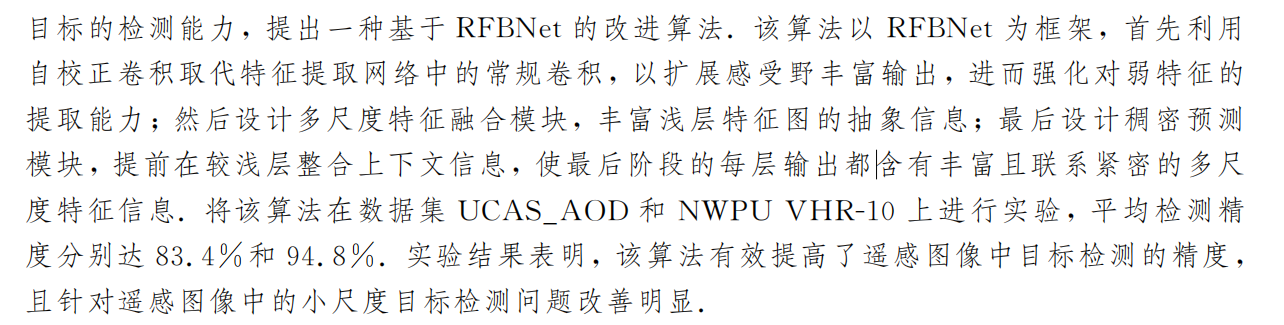 目标的检测能力，提出一种基于 RFBNet 的改进算法．该算法以 RFBNet 为框架，首先利用
自校正卷积取代特征提取网络中的常规卷积，以扩展感受野丰富输出，进而强化对弱特征的
提取能力；然后设计多尺度特征融合模块，丰富浅层特征图的抽象信息；最后设计稠密预测
模块，提前在较浅层整合上下文信息，使最后阶段的每层输出都含有丰富且联系紧密的多尺
度特征信息．将该算法在数据集 UCAS_AOD 和 NWPU VHR-10 上进行实验，平均检测精
度分别达 83.4%和 94.8%．实验结果表明，该算法有效提高了遥感图像中目标检测的精度，
且针对遥感图像中的小尺度目标检测问题改善明显．